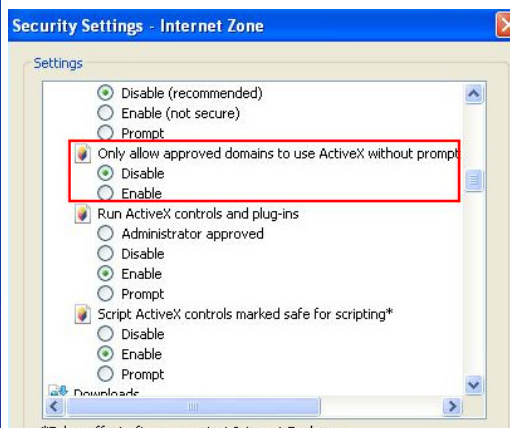 Security Settings - Internet Zone
Settings
Disable (recommended)
Enable (not secure)
Prompt
Only allow approved domains to use ActiveX without prompt
Disable
Enable
Run ActiveX controls and plug-ins
Administrator approved
Disable
Enable
Prompt
Script ActiveX controls marked safe for scripting*
Disable
Enable
Prompt
Downloads